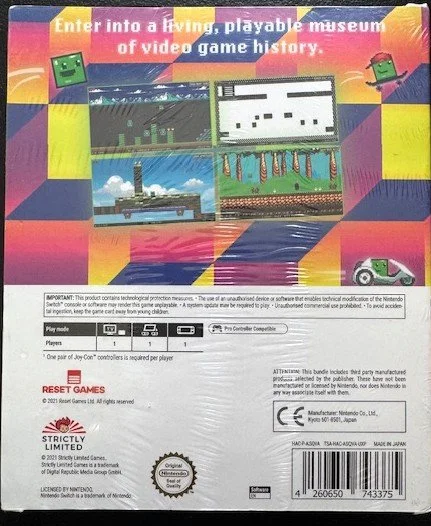 Enter into a living, playable museum
of video game history.
IMPORTANT: This product contains technological protection measures. • The use of an unauthorised device or software that enables technical modification of the Nintendo
Switch™ console or software may render this game unplayable. • A system update may be required to play. • Unauthorised commercial use prohibited. • To avoid acciden-
tal ingestion, keep the game card away from young children.
Play mode TV Pro Controller Compatible
Players 1 1 1
* One pair of Joy-Con™ controllers is required per player
RESET GAMES
© 2021 Reset Games Ltd. All rights reserved
ATTENTION: This bundle includes third party manufactured
products selected by the publisher. These have not been
manufactured or licensed by Nintendo, nor does Nintendo in
any way associate itself with them.
CE Manufacturer: Nintendo Co., Ltd.,
Kyoto 601-8501, Japan
STRICTLY
LIMITED
© 2021 Strictly Limited Games.
Strictly Limited Games is a trademark
of Digital Republic Media Group GmbH.
HAC-P-ASQVA MADE IN JAPAN
LICENSED BY NINTENDO.
Nintendo Switch is a trademark of Nintendo
Original
Nintendo
Seal of
Quality
Software
4 260650 743375